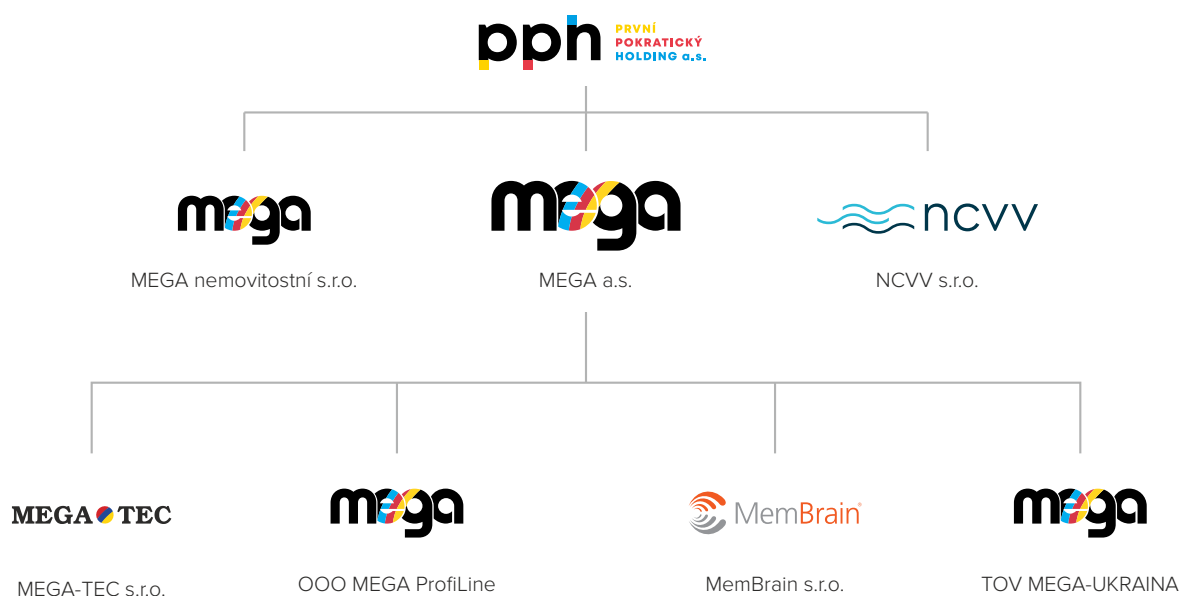 pph
PRVNÍ
POKRATICKÝ
HOLDING a.s.
mega
mega
ncvv
MEGA nemovitostní s.r.o.
MEGA a.s.
NCVV s.r.o.
MEGA TEC
mega
MemBrain®
mega
MEGA-TEC s.r.o.
OOO MEGA ProfiLine
MemBrain s.r.o.
TOV MEGA-UKRAINA